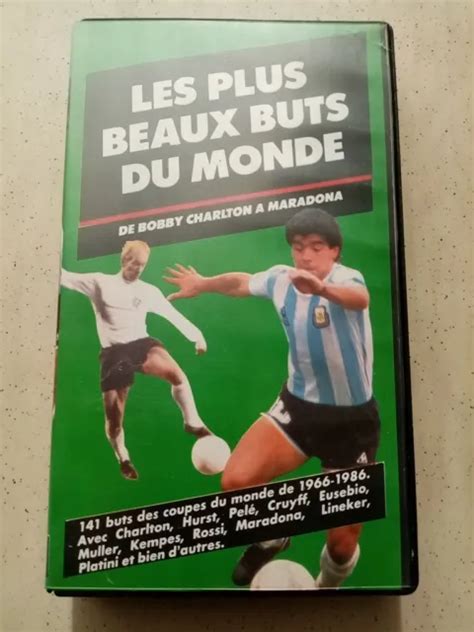 LES PLUS
BEAUX BUTS
DU MONDE
DE BOBBY CHARLTON A MARADONA
141 buts des coupes du monde de 1966-1986.
Avec Charlton, Hurst, Pelé, Cruyff, Eusebio,
Muller, Kempes, Rossi, Maradona, Lineker,
Platini et bien d'autres.